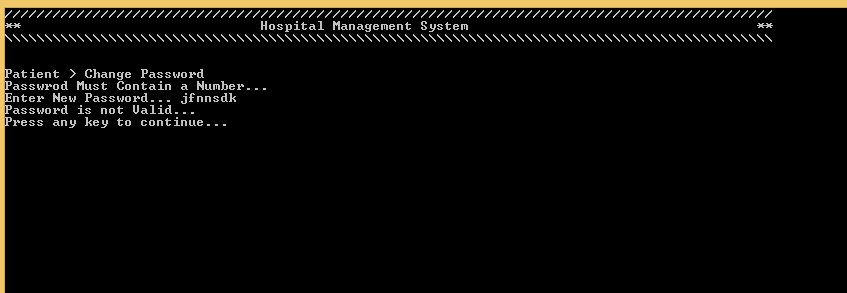 ////////////////////////////////////////////////////////////////////////////////////////////////
** Hospital Management System **
\\\\\\\\\\\\\\\\\\\\\\\\\\\\\\\\\\\\\\\\\\\\\\\\\\\\\\\\\\\\\\\\\\\\\\\\\\\\\\\\\\\\\\\\\\\\\\\\
Patient > Change Password
Passwrod Must Contain a Number...
Enter New Password... jfnnsdk
Password is not Valid...
Press any key to continue...